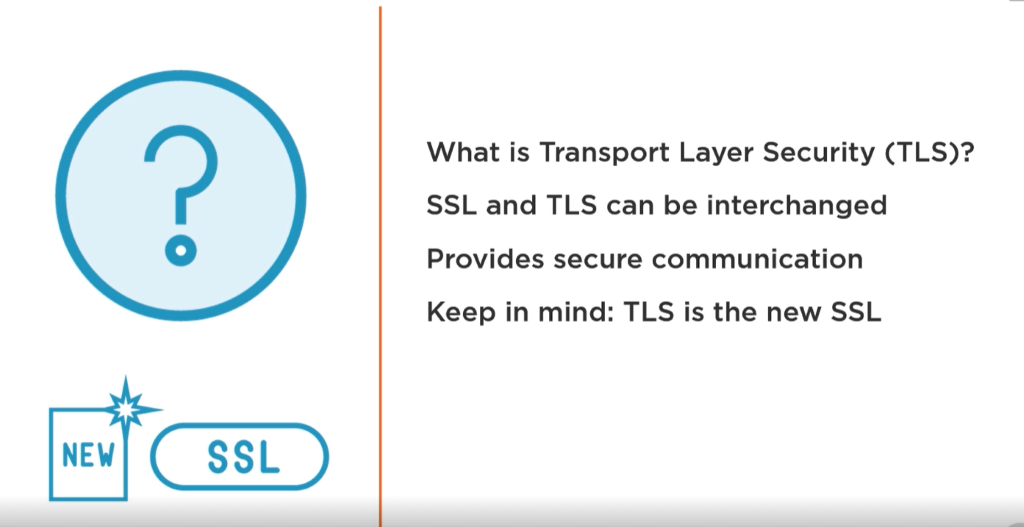 What is Transport Layer Security (TLS)?
SSL and TLS can be interchanged
Provides secure communication
Keep in mind: TLS is the new SSL
NEW
SSL